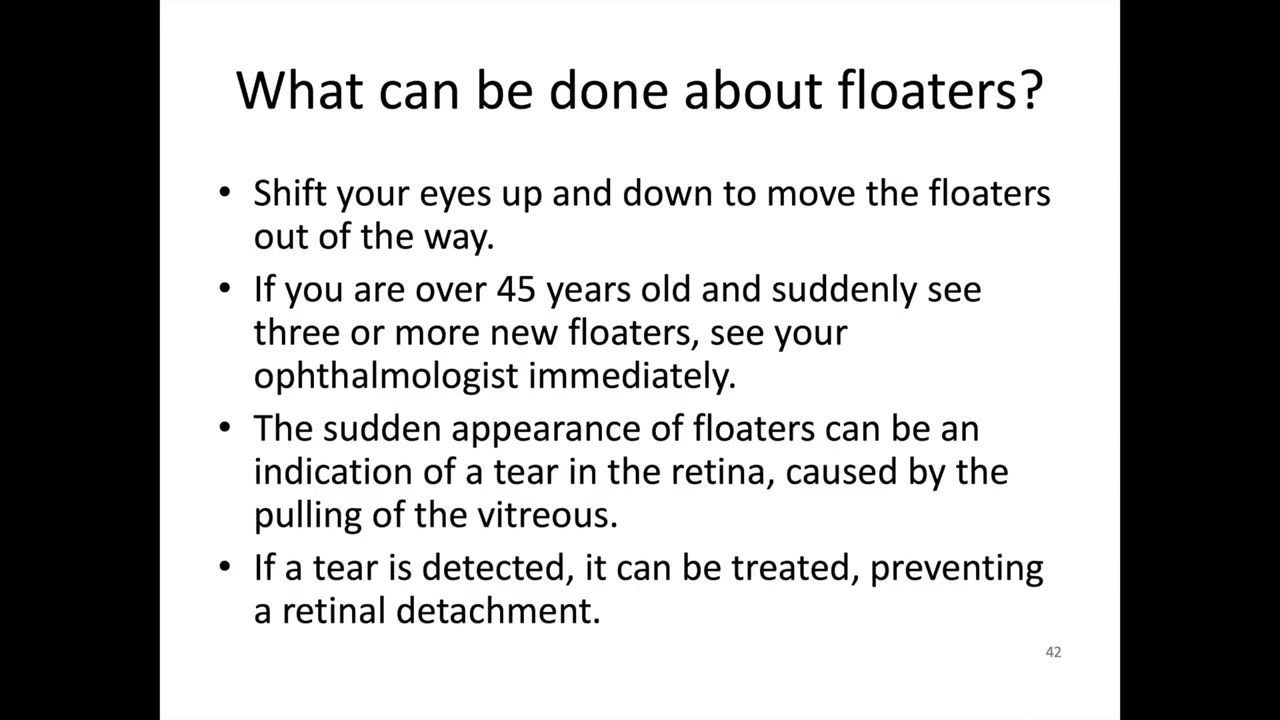 What can be done about floaters?
• Shift your eyes up and down to move the floaters
out of the way.
• If you are over 45 years old and suddenly see
three or more new floaters, see your
ophthalmologist immediately.
• The sudden appearance of floaters can be an
indication of a tear in the retina, caused by the
pulling of the vitreous.
• If a tear is detected, it can be treated, preventing
a retinal detachment.
42